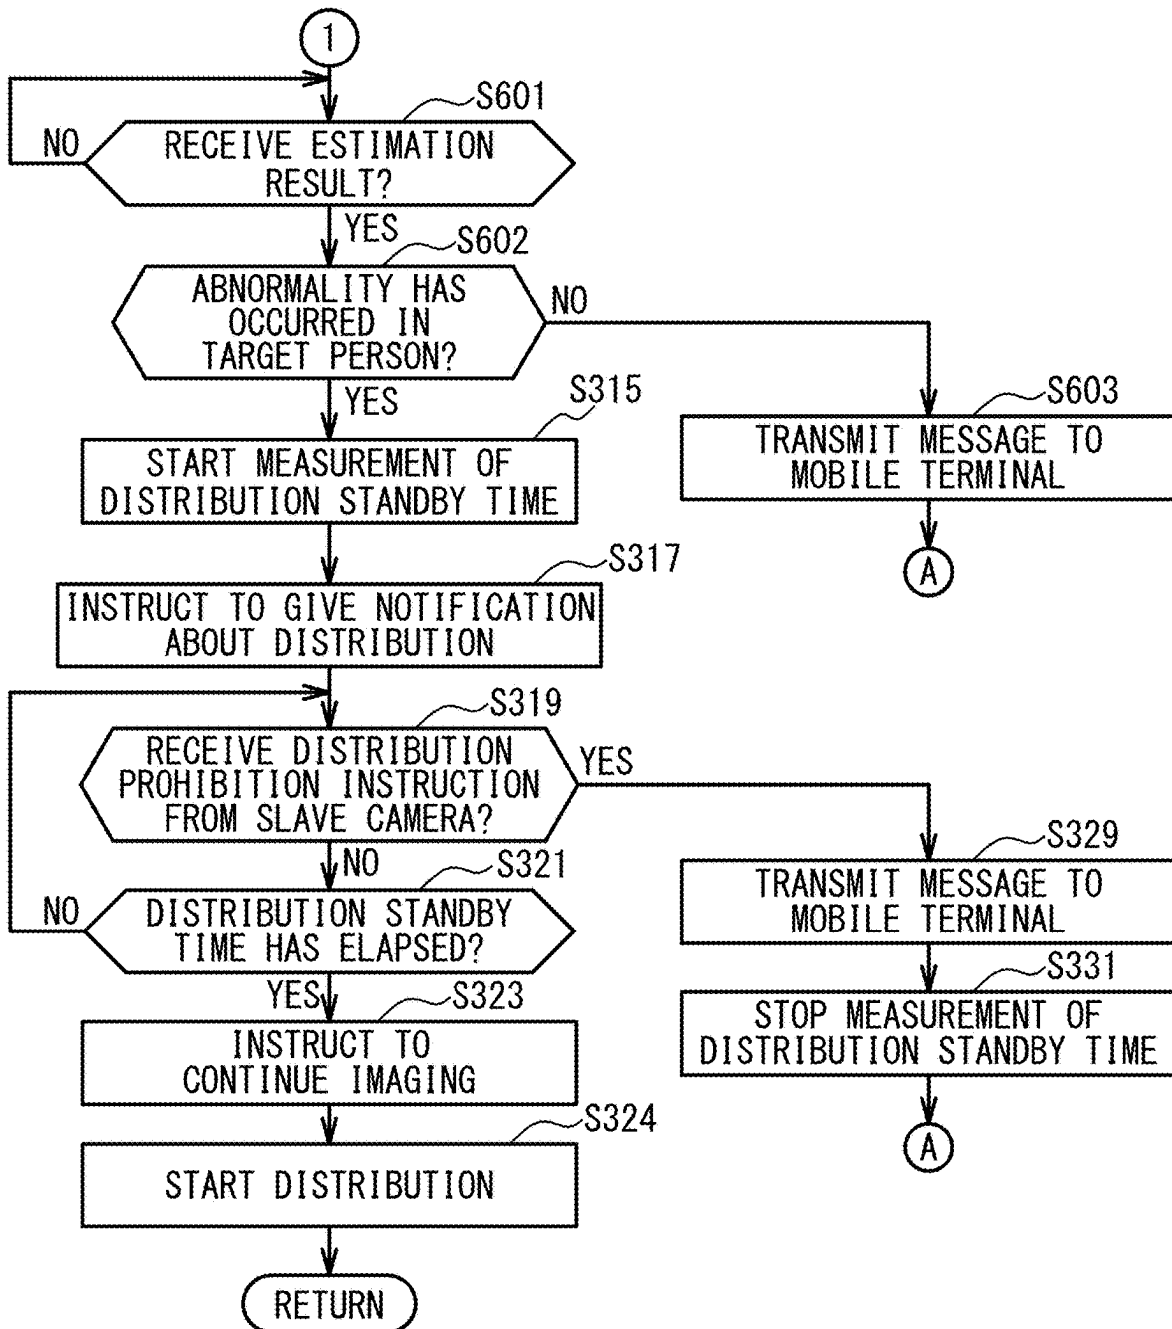 1
S601
NO
RECEIVE ESTIMATION
RESULT?
YES
S602
ABNORMALITY HAS
OCCURRED IN
TARGET PERSON?
NO
YES
S315
START MEASUREMENT OF
DISTRIBUTION STANDBY TIME
S603
TRANSMIT MESSAGE TO
MOBILE TERMINAL
A
S317
INSTRUCT TO GIVE NOTIFICATION
ABOUT DISTRIBUTION
S319
RECEIVE DISTRIBUTION
PROHIBITION INSTRUCTION
FROM SLAVE CAMERA?
YES
NO
S321
NO
DISTRIBUTION STANDBY
TIME HAS ELAPSED?
YES
S329
TRANSMIT MESSAGE TO
MOBILE TERMINAL
S331
STOP MEASUREMENT OF
DISTRIBUTION STANDBY TIME
A
S323
INSTRUCT TO
CONTINUE IMAGING
S324
START DISTRIBUTION
RETURN